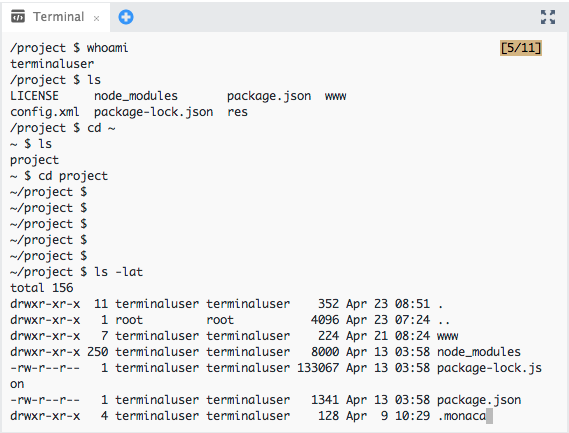 Terminal ×
/project $ whoami [5/11]
terminaluser
/project $ ls
LICENSE node_modules package.json www
config.xml package-lock.json res
/project $ cd ~
~ $ ls
project
~ $ cd project
~/project $
~/project $
~/project $
~/project $
~/project $
~/project $ ls -lat
total 156
drwxr-xr-x 11 terminaluser terminaluser 352 Apr 23 08:51 .
drwxr-xr-x 1 root root 4096 Apr 23 07:24 ..
drwxr-xr-x 7 terminaluser terminaluser 224 Apr 21 08:24 www
drwxr-xr-x 250 terminaluser terminaluser 8000 Apr 13 03:58 node_modules
-rw-r--r-- 1 terminaluser terminaluser 133067 Apr 13 03:58 package-lock.js
on
-rw-r--r-- 1 terminaluser terminaluser 1341 Apr 13 03:58 package.json
drwxr-xr-x 4 terminaluser terminaluser 128 Apr 9 10:29 .monaca